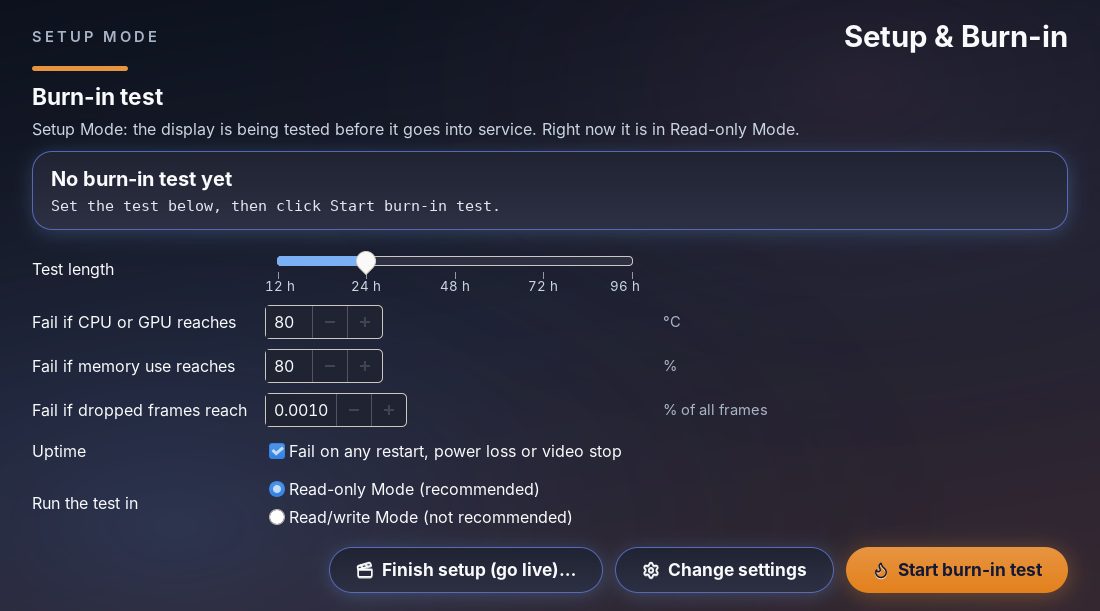 SETUP MODE
Setup & Burn-in
Burn-in test
Setup Mode: the display is being tested before it goes into service. Right now it is in Read-only Mode.
No burn-in test yet
Set the test below, then click Start burn-in test.
Test length
12 h 24 h 48 h 72 h 96 h
Fail if CPU or GPU reaches 80 − + °C
Fail if memory use reaches 80 − + %
Fail if dropped frames reach 0.0010 − + % of all frames
Uptime Fail on any restart, power loss or video stop
Run the test in
Read-only Mode (recommended)
Read/write Mode (not recommended)
Finish setup (go live)... Change settings Start burn-in test